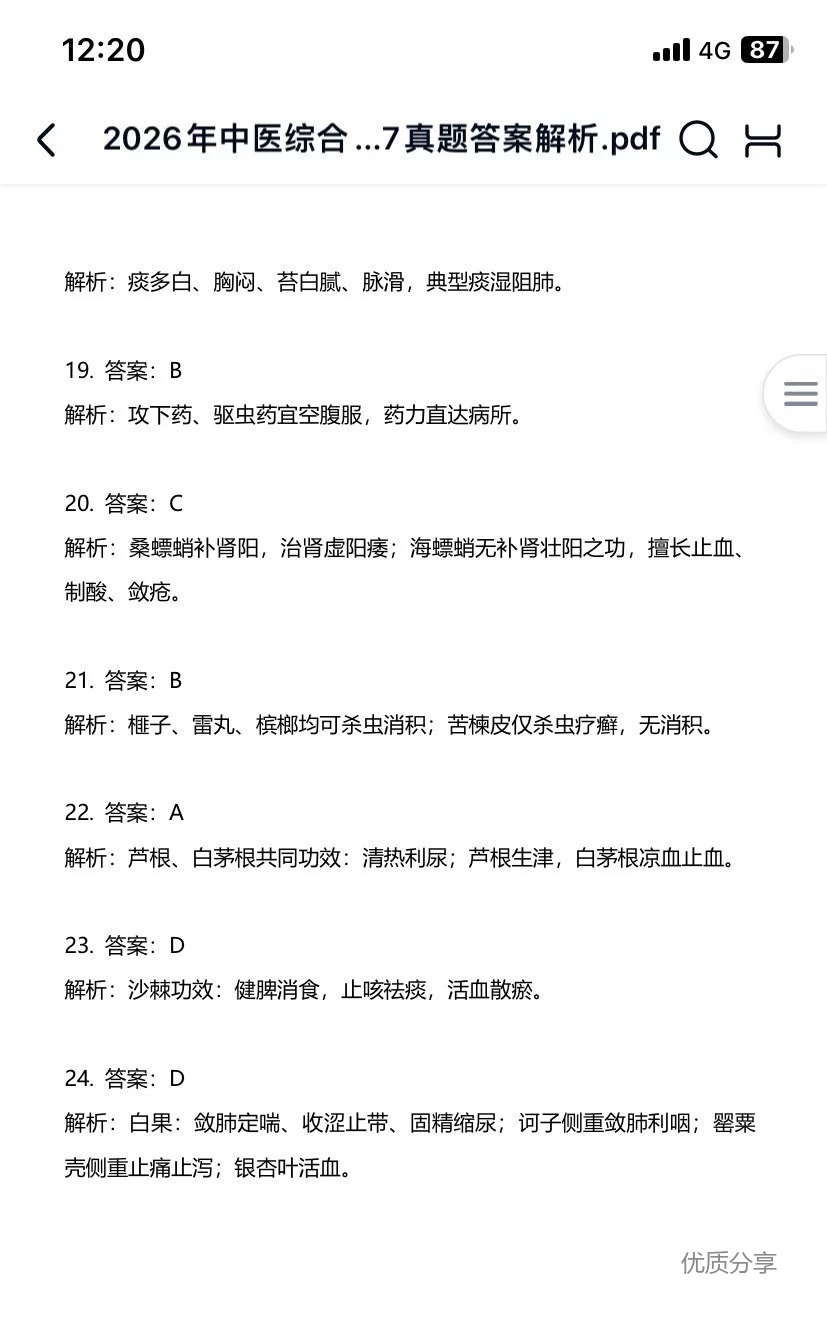 12:20
4G 87
2026年中医综合...7真题答案解析.pdf
解析：痰多白、胸闷、苔白腻、脉滑，典型痰湿阻肺。
19. 答案：B
解析：攻下药、驱虫药宜空腹服，药力直达病所。
20. 答案：C
解析：桑螵蛸补肾阳，治肾虚阳痿；海螵蛸无补肾壮阳之功，擅长止血、
制酸、敛疮。
21. 答案：B
解析：榧子、雷丸、槟榔均可杀虫消积；苦楝皮仅杀虫疗癣，无消积。
22. 答案：A
解析：芦根、白茅根共同功效：清热利尿；芦根生津，白茅根凉血止血。
23. 答案：D
解析：沙棘功效：健脾消食，止咳祛痰，活血散瘀。
24. 答案：D
解析：白果：敛肺定喘、收涩止带、固精缩尿；诃子侧重敛肺利咽；罂粟
壳侧重止痛止泻；银杏叶活血。
优质分享